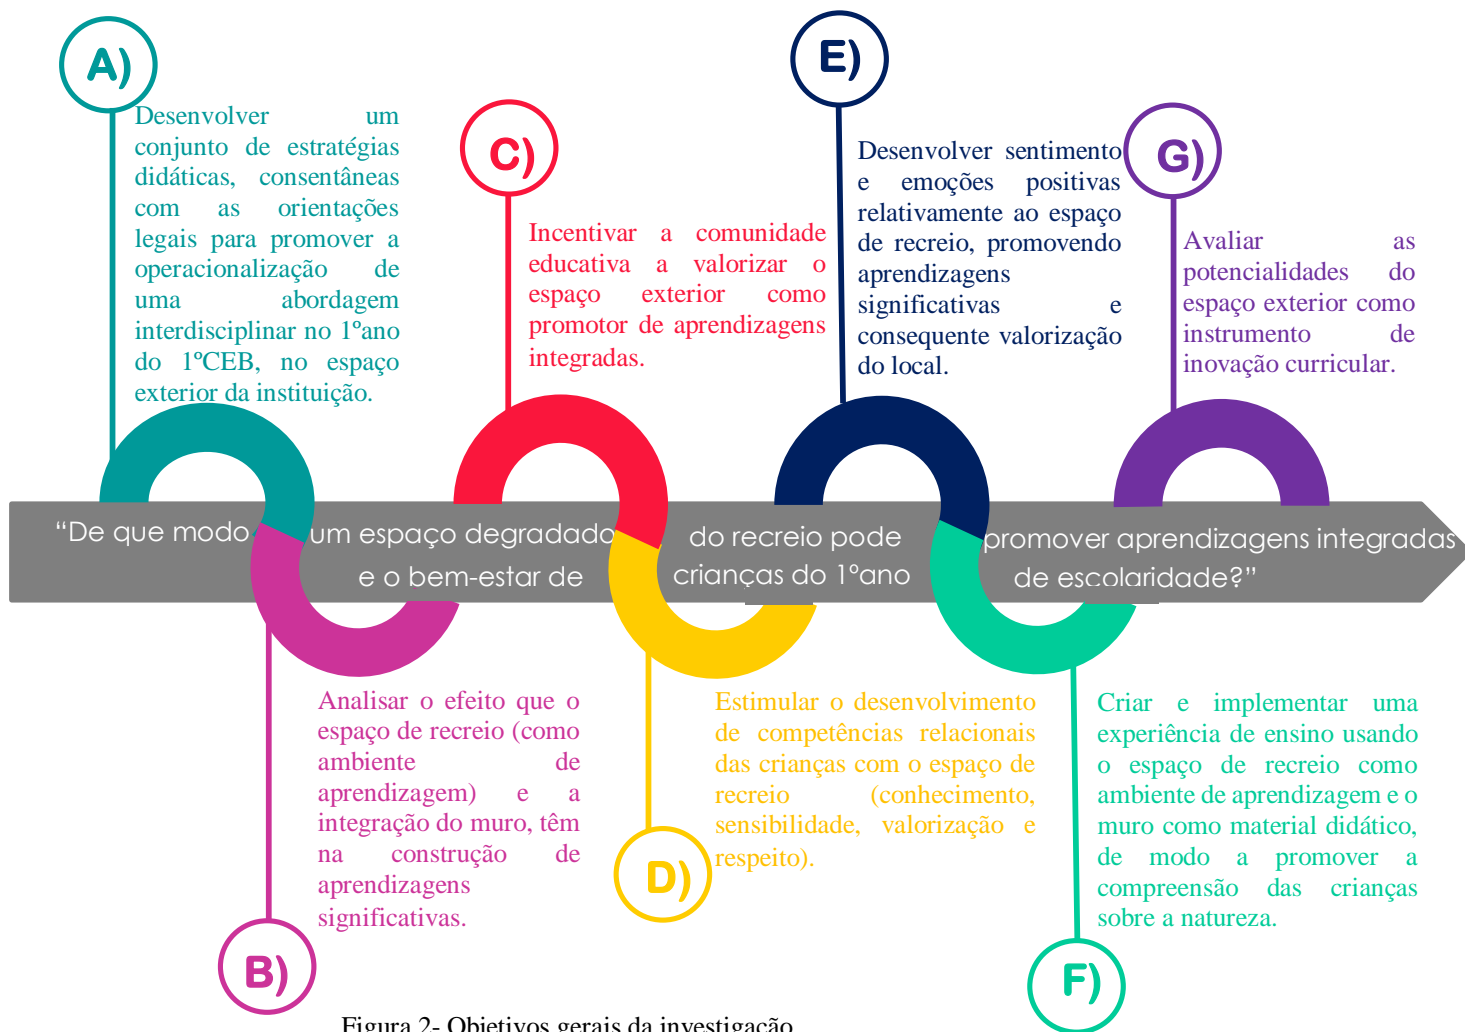 A)
Desenvolver um
conjunto de estratégias
didáticas, consentâneas
com as orientações
legais para promover a
operacionalização de
uma abordagem
interdisciplinar no 1ºano
do 1ºCEB, no espaço
exterior da instituição.
C)
Incentivar a comunidade
educativa a valorizar o
espaço exterior como
promotor de aprendizagens
integradas.
E)
Desenvolver sentimento
e emoções positivas
relativamente ao espaço
de recreio, promovendo
aprendizagens
significativas e
consequente valorização
do local.
G)
Avaliar as
potencialidades do
espaço exterior como
instrumento de
inovação curricular.
“De que modo um espaço degradado do recreio pode promover aprendizagens integradas
e o bem-estar de crianças do 1ºano de escolaridade?”
Analisar o efeito que o
espaço de recreio (como
ambiente de
aprendizagem) e a
integração do muro, têm
na construção de
aprendizagens
significativas.
B)
Estimular o desenvolvimento
de competências relacionais
das crianças com o espaço de
recreio (conhecimento,
sensibilidade, valorização e
respeito).
D)
Criar e implementar uma
experiência de ensino usando
o espaço de recreio como
ambiente de aprendizagem e o
muro como material didático,
de modo a promover a
compreensão das crianças
sobre a natureza.
F)
Figura 2- Objetivos gerais da investigação